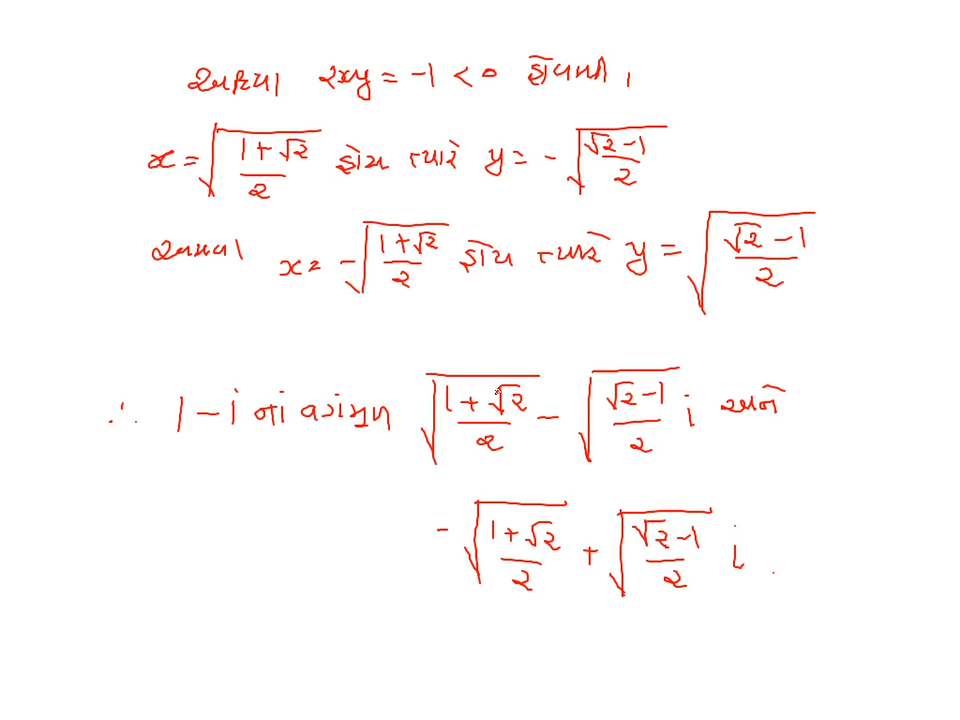 અહિયા 2xy = -1 < 0 હોવાથી,
x = √((1+√2)/2) હોય ત્યારે y = -√((√2-1)/2)
અથવા x = -√((1+√2)/2) હોય ત્યારે y = √((√2-1)/2)
∴ 1-i નાં વર્ગમૂળ √((1+√2)/2) - √((√2-1)/2) i અને
-√((1+√2)/2) + √((√2-1)/2) i .